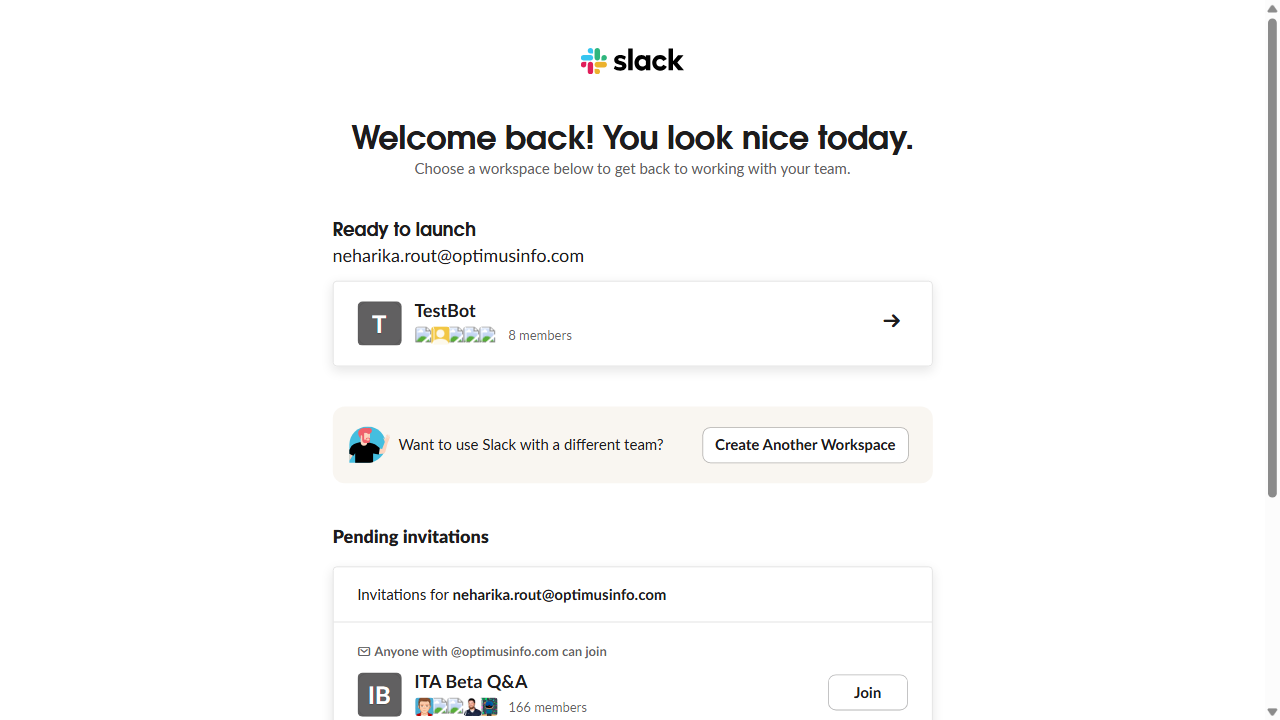 slack
Welcome back! You look nice today.
Choose a workspace below to get back to working with your team.
Ready to launch
neharika.rout@optimusinfo.com
T
TestBot
8 members
Want to use Slack with a different team?
Create Another Workspace
Pending invitations
Invitations for neharika.rout@optimusinfo.com
Anyone with @optimusinfo.com can join
IB
ITA Beta Q&A
166 members
Join